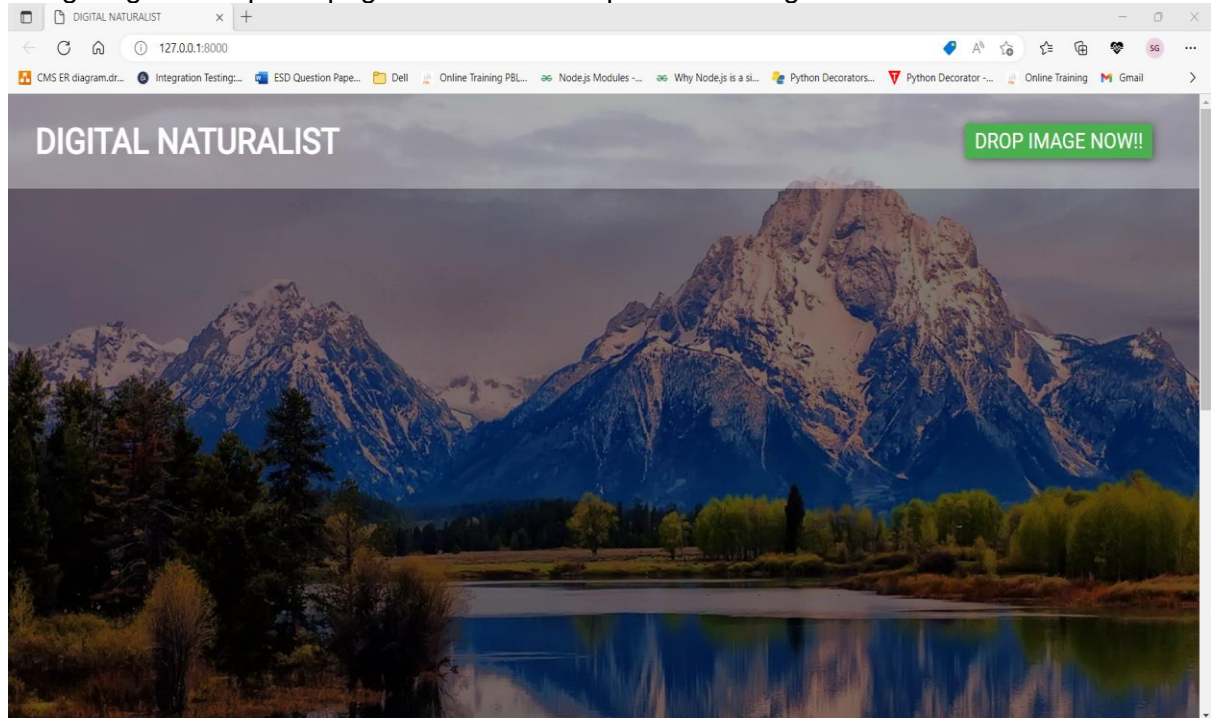 DIGITAL NATURALIST
127.0.0.1:8000
SG
CMS ER diagram.dr...
Integration Testing:...
ESD Question Pape...
Dell
Online Training PBL...
Node.js Modules -...
Why Node.js is a si...
Python Decorators...
Python Decorator -...
Online Training
Gmail
DIGITAL NATURALIST
DROP IMAGE NOW!!